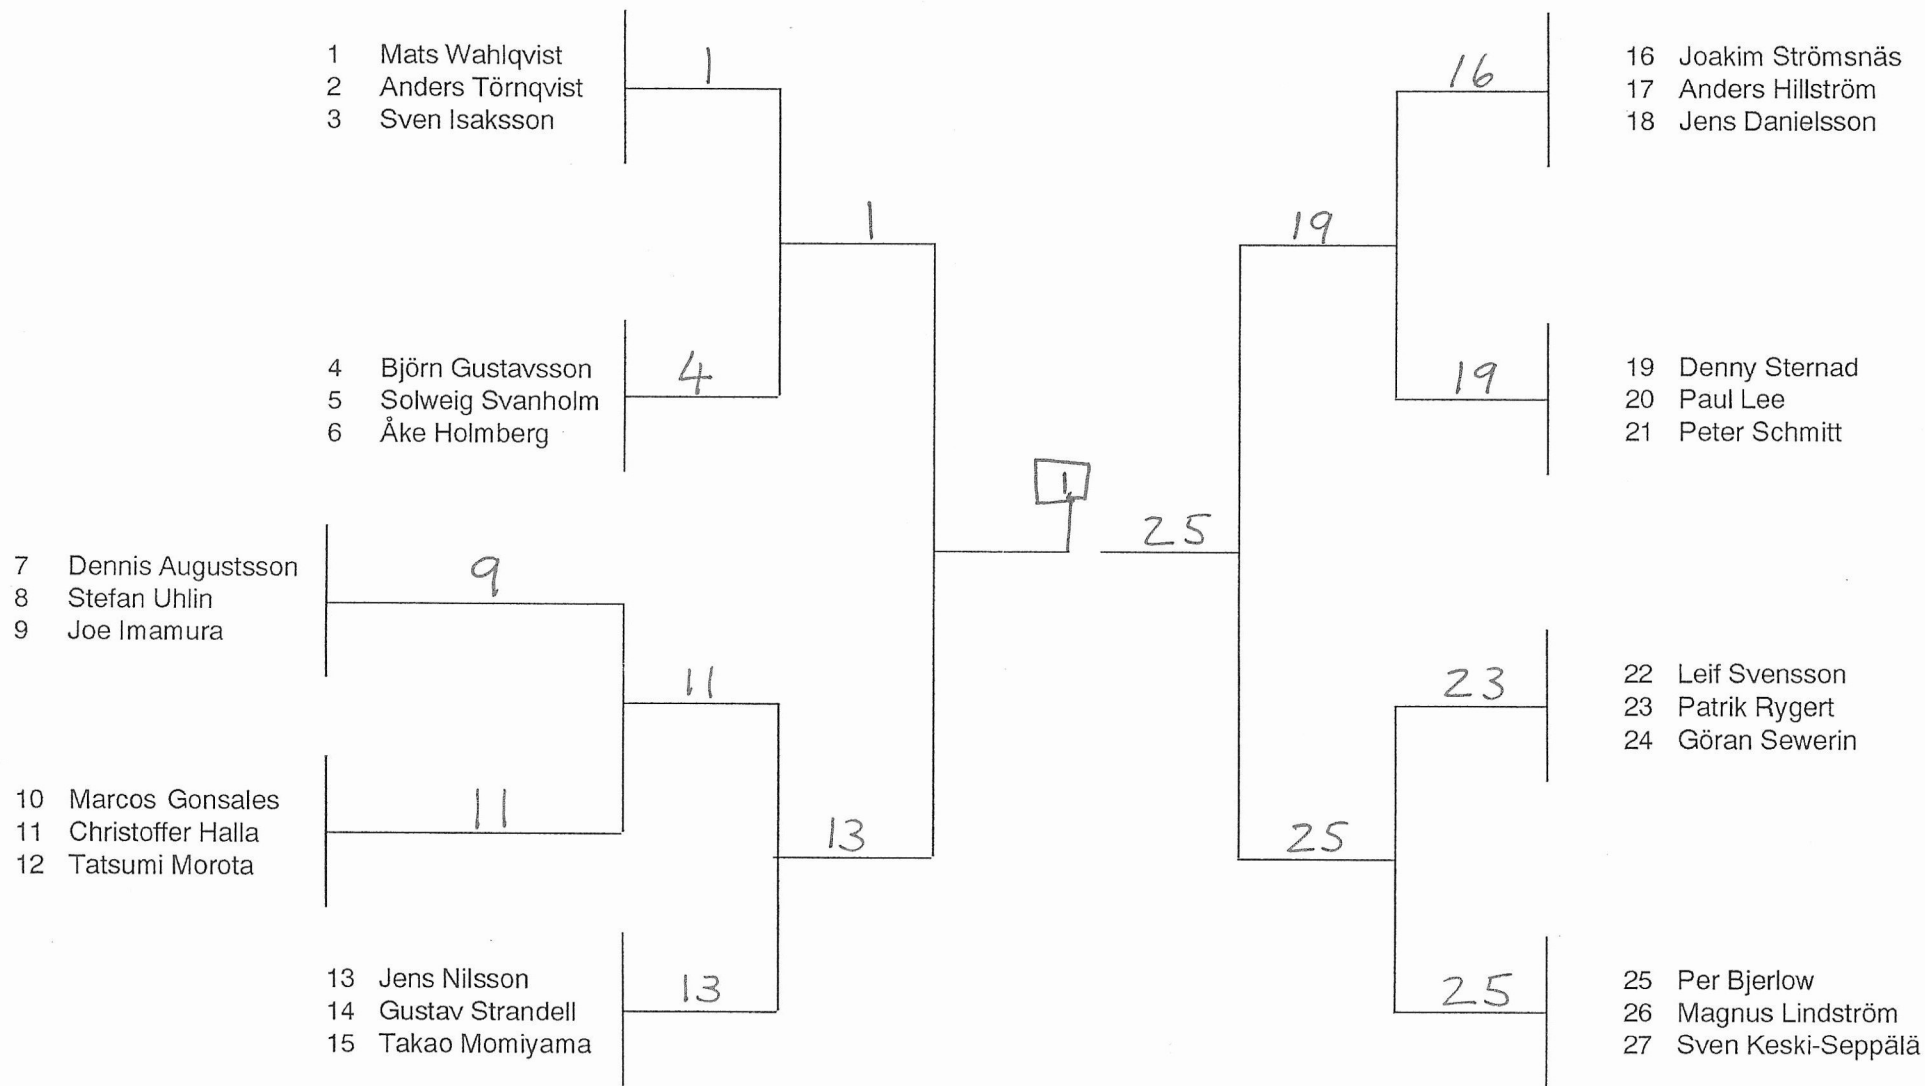 1 Mats Wahlqvist
2 Anders Törnqvist
3 Sven Isaksson
1
1
4 Björn Gustavsson
5 Solweig Svanholm
6 Åke Holmberg
4
7 Dennis Augustsson
8 Stefan Uhlin
9 Joe Imamura
9
11
10 Marcos Gonsales
11 Christoffer Halla
12 Tatsumi Morota
11
13
13 Jens Nilsson
14 Gustav Strandell
15 Takao Momiyama
13
1
25
16
16 Joakim Strömsnäs
17 Anders Hillström
18 Jens Danielsson
19
19
19 Denny Sternad
20 Paul Lee
21 Peter Schmitt
23
22 Leif Svensson
23 Patrik Rygert
24 Göran Sewerin
25
25
25 Per Bjerlow
26 Magnus Lindström
27 Sven Keski-Seppälä